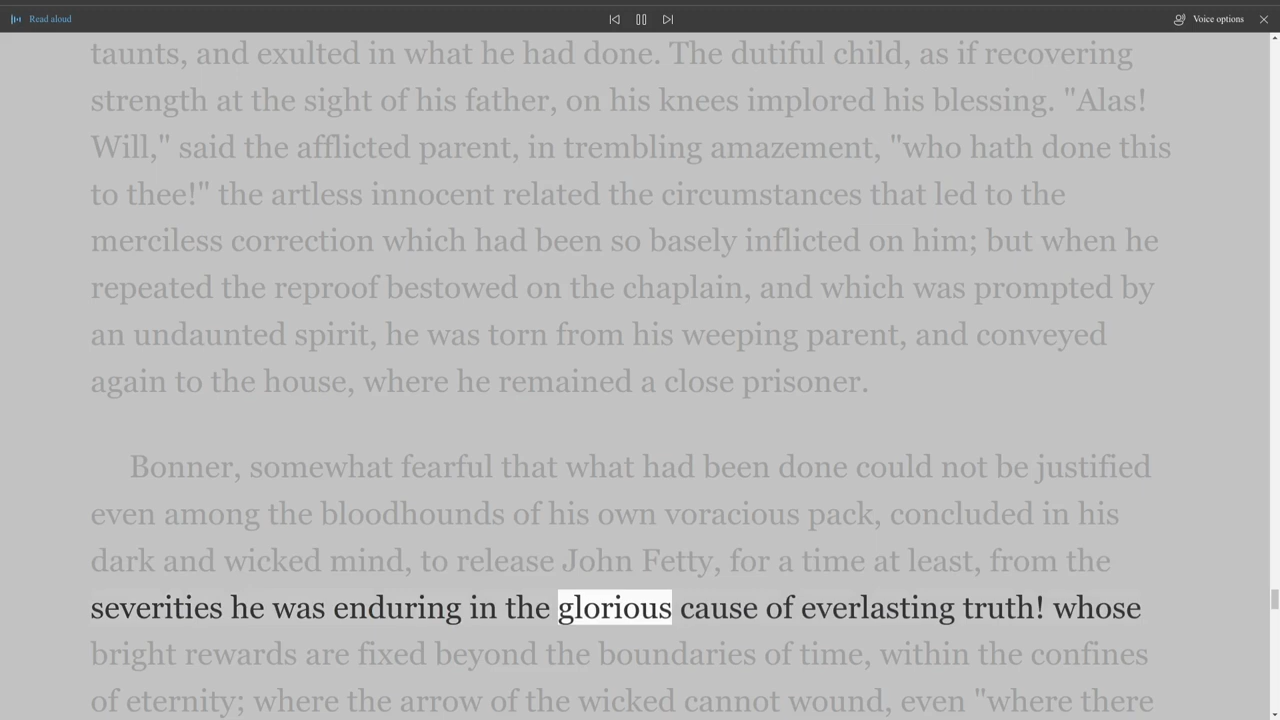 Read aloud
Voice options
taunts, and exulted in what he had done. The dutiful child, as if recovering
strength at the sight of his father, on his knees implored his blessing. "Alas!
Will," said the afflicted parent, in trembling amazement, "who hath done this
to thee!" the artless innocent related the circumstances that led to the
merciless correction which had been so basely inflicted on him; but when he
repeated the reproof bestowed on the chaplain, and which was prompted by
an undaunted spirit, he was torn from his weeping parent, and conveyed
again to the house, where he remained a close prisoner.
Bonner, somewhat fearful that what had been done could not be justified
even among the bloodhounds of his own voracious pack, concluded in his
dark and wicked mind, to release John Fetty, for a time at least, from the
severities he was enduring in the glorious cause of everlasting truth! whose
bright rewards are fixed beyond the boundaries of time, within the confines
of eternity; where the arrow of the wicked cannot wound, even "where there